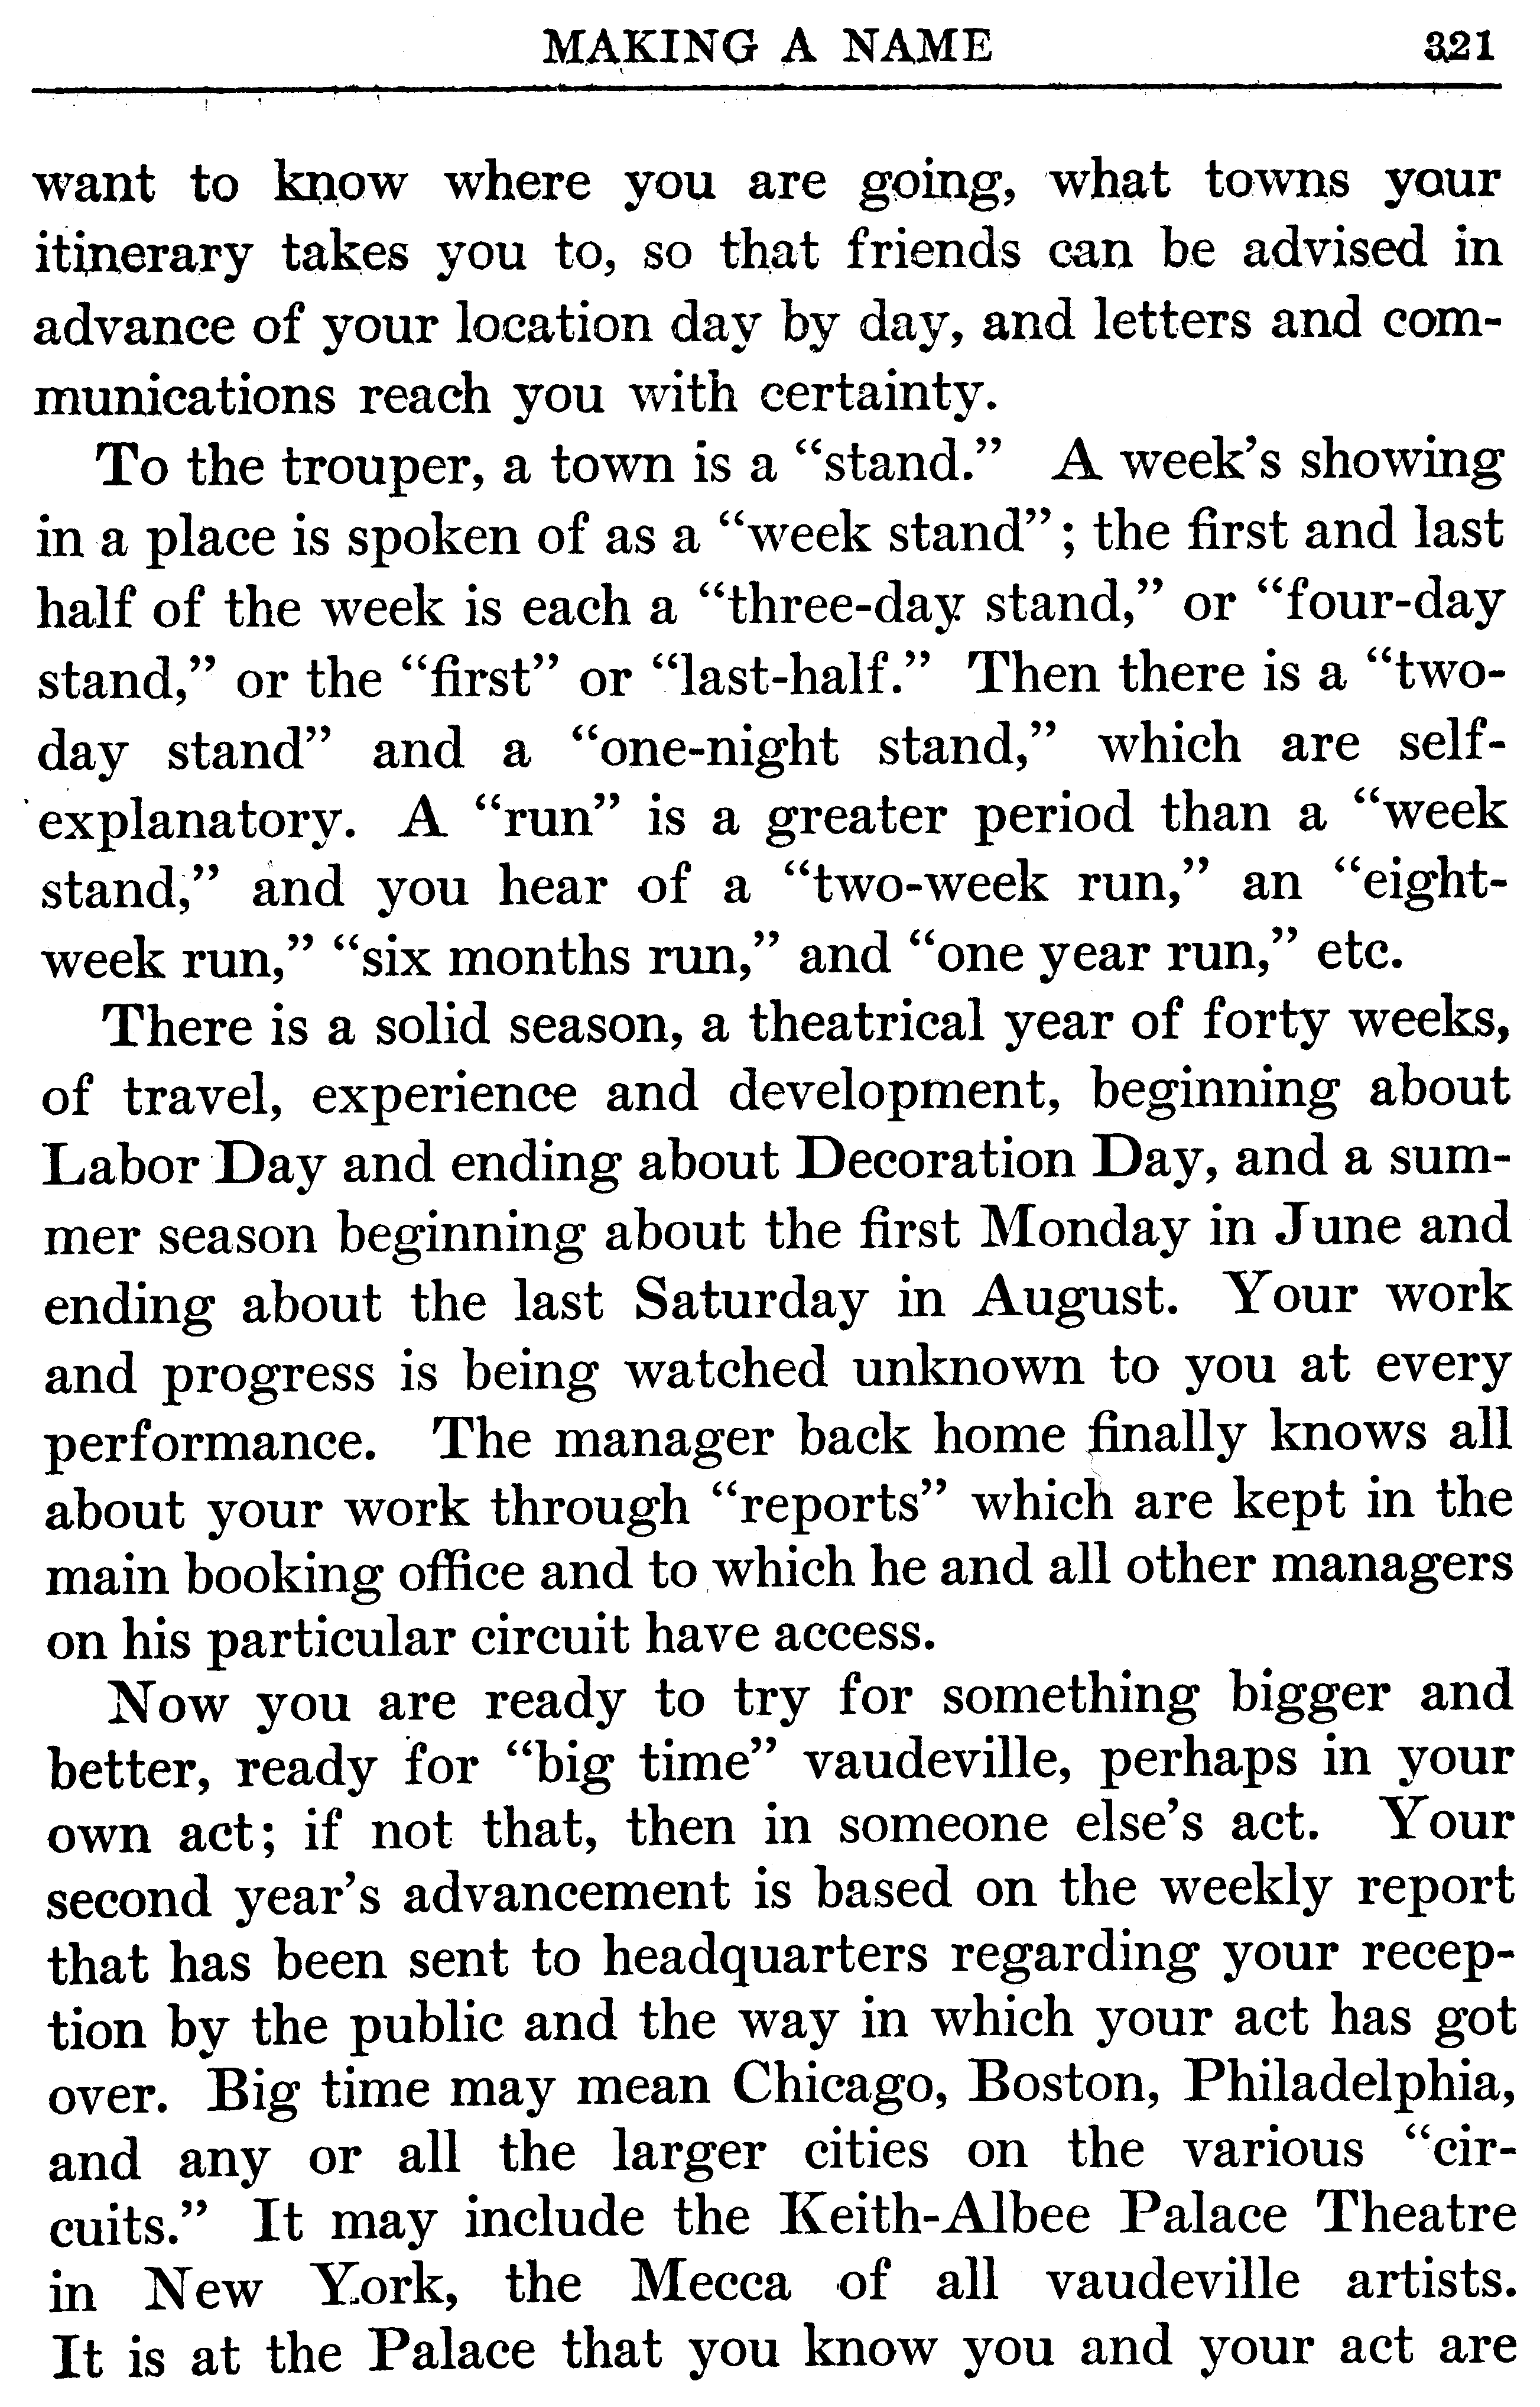 MAKING A NAME 321
want to know where you are going, what towns your
itinerary takes you to, so that friends can be advised in
advance of your location day by day, and letters and com-
munications reach you with certainty.
To the trouper, a town is a “stand.” A week’s showing
in a place is spoken of as a “week stand”; the first and last
half of the week is each a “three-day stand,” or “four-day
stand,” or the “first” or “last-half.” Then there is a “two-
day stand” and a “one-night stand,” which are self-
explanatory. A “run” is a greater period than a “week
stand,” and you hear of a “two-week run,” an “eight-
week run,” “six months run,” and “one year run,” etc.
There is a solid season, a theatrical year of forty weeks,
of travel, experience and development, beginning about
Labor Day and ending about Decoration Day, and a sum-
mer season beginning about the first Monday in June and
ending about the last Saturday in August. Your work
and progress is being watched unknown to you at every
performance. The manager back home finally knows all
about your work through “reports” which are kept in the
main booking office and to which he and all other managers
on his particular circuit have access.
Now you are ready to try for something bigger and
better, ready for “big time” vaudeville, perhaps in your
own act; if not that, then in someone else’s act. Your
second year’s advancement is based on the weekly report
that has been sent to headquarters regarding your recep-
tion by the public and the way in which your act has got
over. Big time may mean Chicago, Boston, Philadelphia,
and any or all the larger cities on the various “cir-
cuits.” It may include the Keith-Albee Palace Theatre
in New York, the Mecca of all vaudeville artists.
It is at the Palace that you know you and your act are